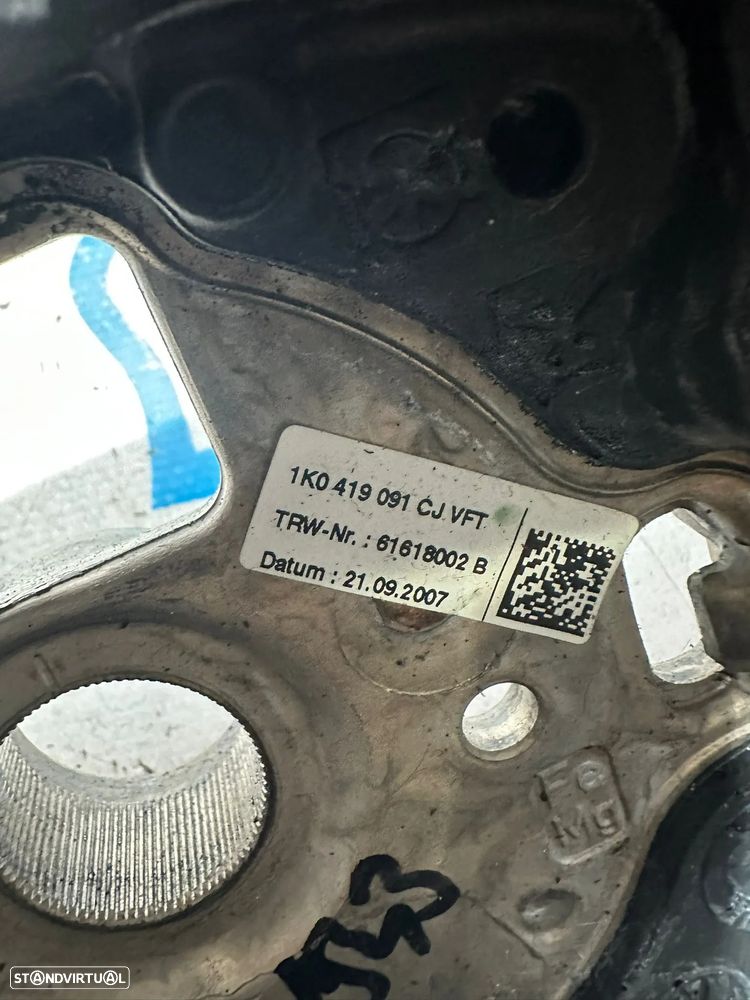 1K0 419 091 CJ VFT
TRW-Nr. : 61618002 B
Datum : 21.09.2007
Fe
Mg
STANDVIRTUAL